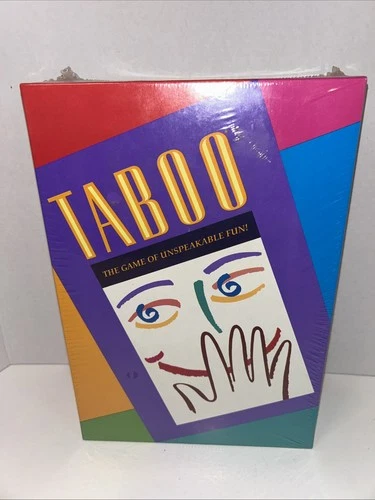 TABOO
THE GAME OF UNSPEAKABLE FUN!